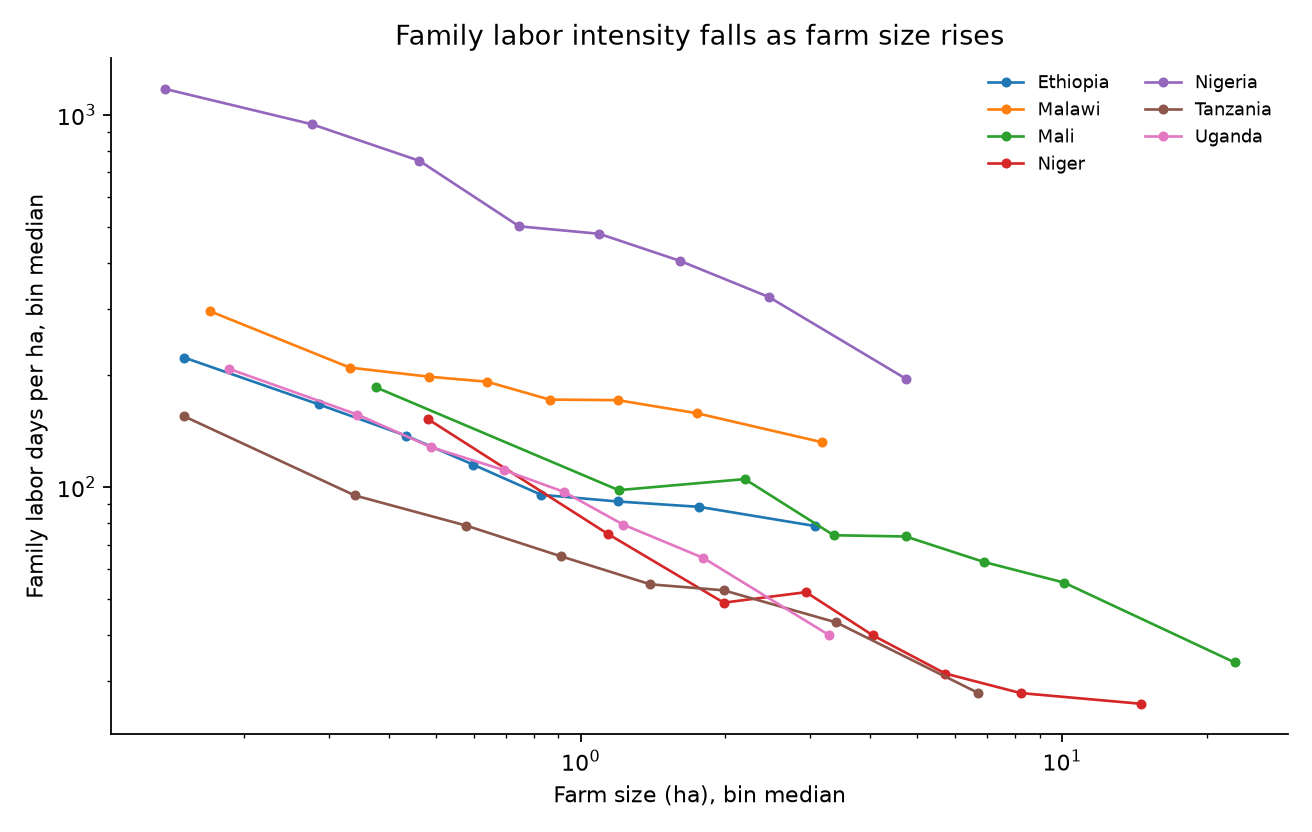 Family labor intensity falls as farm size rises
Ethiopia
Malawi
Mali
Niger
Nigeria
Tanzania
Uganda
Family labor days per ha, bin median
10³
10²
10⁰
10¹
Farm size (ha), bin median